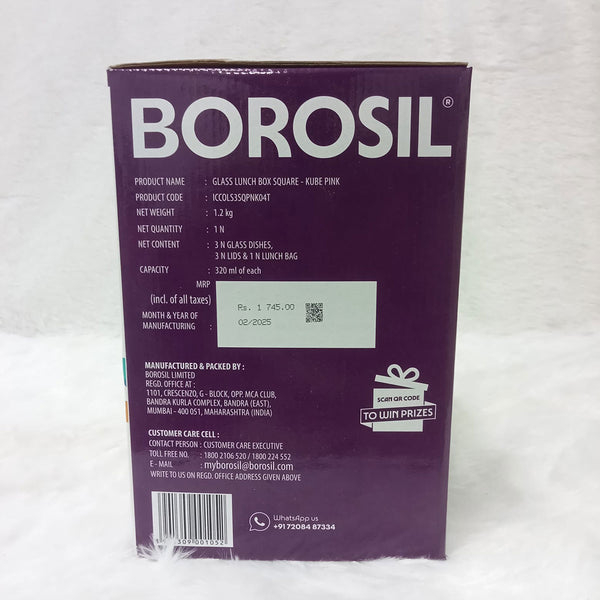 BOROSIL®
PRODUCT NAME : GLASS LUNCH BOX SQUARE - KUBE PINK
PRODUCT CODE : ICCOLS35QPNK04T
NET WEIGHT : 1.2 kg
NET QUANTITY : 1 N
NET CONTENT : 3 N GLASS DISHES,
3 N LIDS & 1 N LUNCH BAG
CAPACITY : 320 ml of each
MRP
(incl. of all taxes)
Rs. 1 745.00
MONTH & YEAR OF
MANUFACTURING :
02/2025
MANUFACTURED & PACKED BY :
BOROSIL LIMITED
REGD. OFFICE AT :
1101, CRESCENZO, G - BLOCK, OPP. MCA CLUB,
BANDRA KURLA COMPLEX, BANDRA (EAST),
MUMBAI - 400 051, MAHARASHTRA (INDIA)
SCAN QR CODE
TO WIN PRIZES
CUSTOMER CARE CELL :
CONTACT PERSON : CUSTOMER CARE EXECUTIVE
TOLL FREE NO. : 1800 2106 520 / 1800 224 552
E - MAIL : myborosil@borosil.com
WRITE TO US ON REGD. OFFICE ADDRESS GIVEN ABOVE
WhatsApp us
+91 72084 87334
309 001052